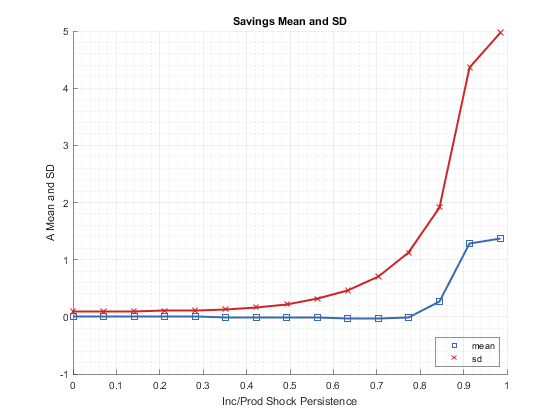 Savings Mean and SD
5
4
3
2
1
0
-1
A Mean and SD
0 0.1 0.2 0.3 0.4 0.5 0.6 0.7 0.8 0.9 1
Inc/Prod Shock Persistence
mean
sd